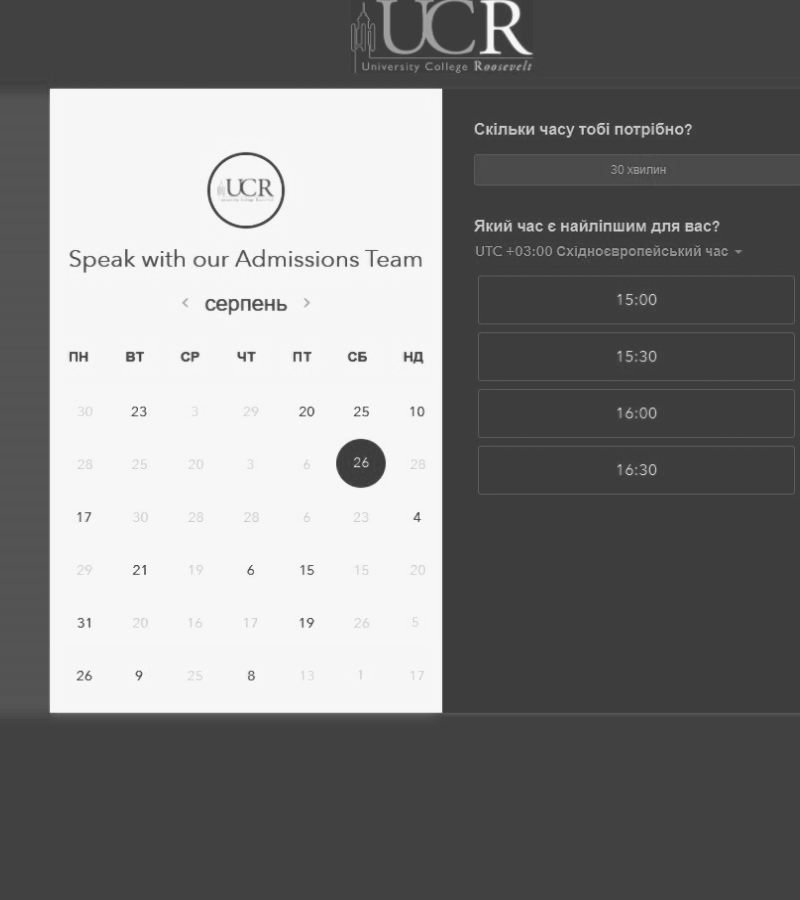 UCR
University College Roosevelt
UCR
Speak with our Admissions Team
‹ серпень ›
ПН ВТ СР ЧТ ПТ СБ НД
30 23 3 29 20 25 10
28 25 20 3 6 26 28
17 30 28 28 6 23 4
29 21 19 6 15 15 20
31 20 16 17 19 26 5
26 9 25 8 13 1 17
Скільки часу тобі потрібно?
30 хвилин
Який час є найліпшим для вас?
UTC +03:00 Східноєвропейський час
15:00
15:30
16:00
16:30